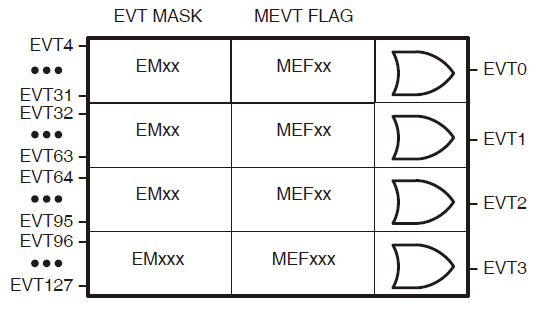 EVT MASK MEVT FLAG
EVT4
•••
EVT31
EMxx MEFxx EVT0
EVT32
•••
EVT63
EMxx MEFxx EVT1
EVT64
•••
EVT95
EMxx MEFxx EVT2
EVT96
•••
EVT127
EMxxx MEFxxx EVT3